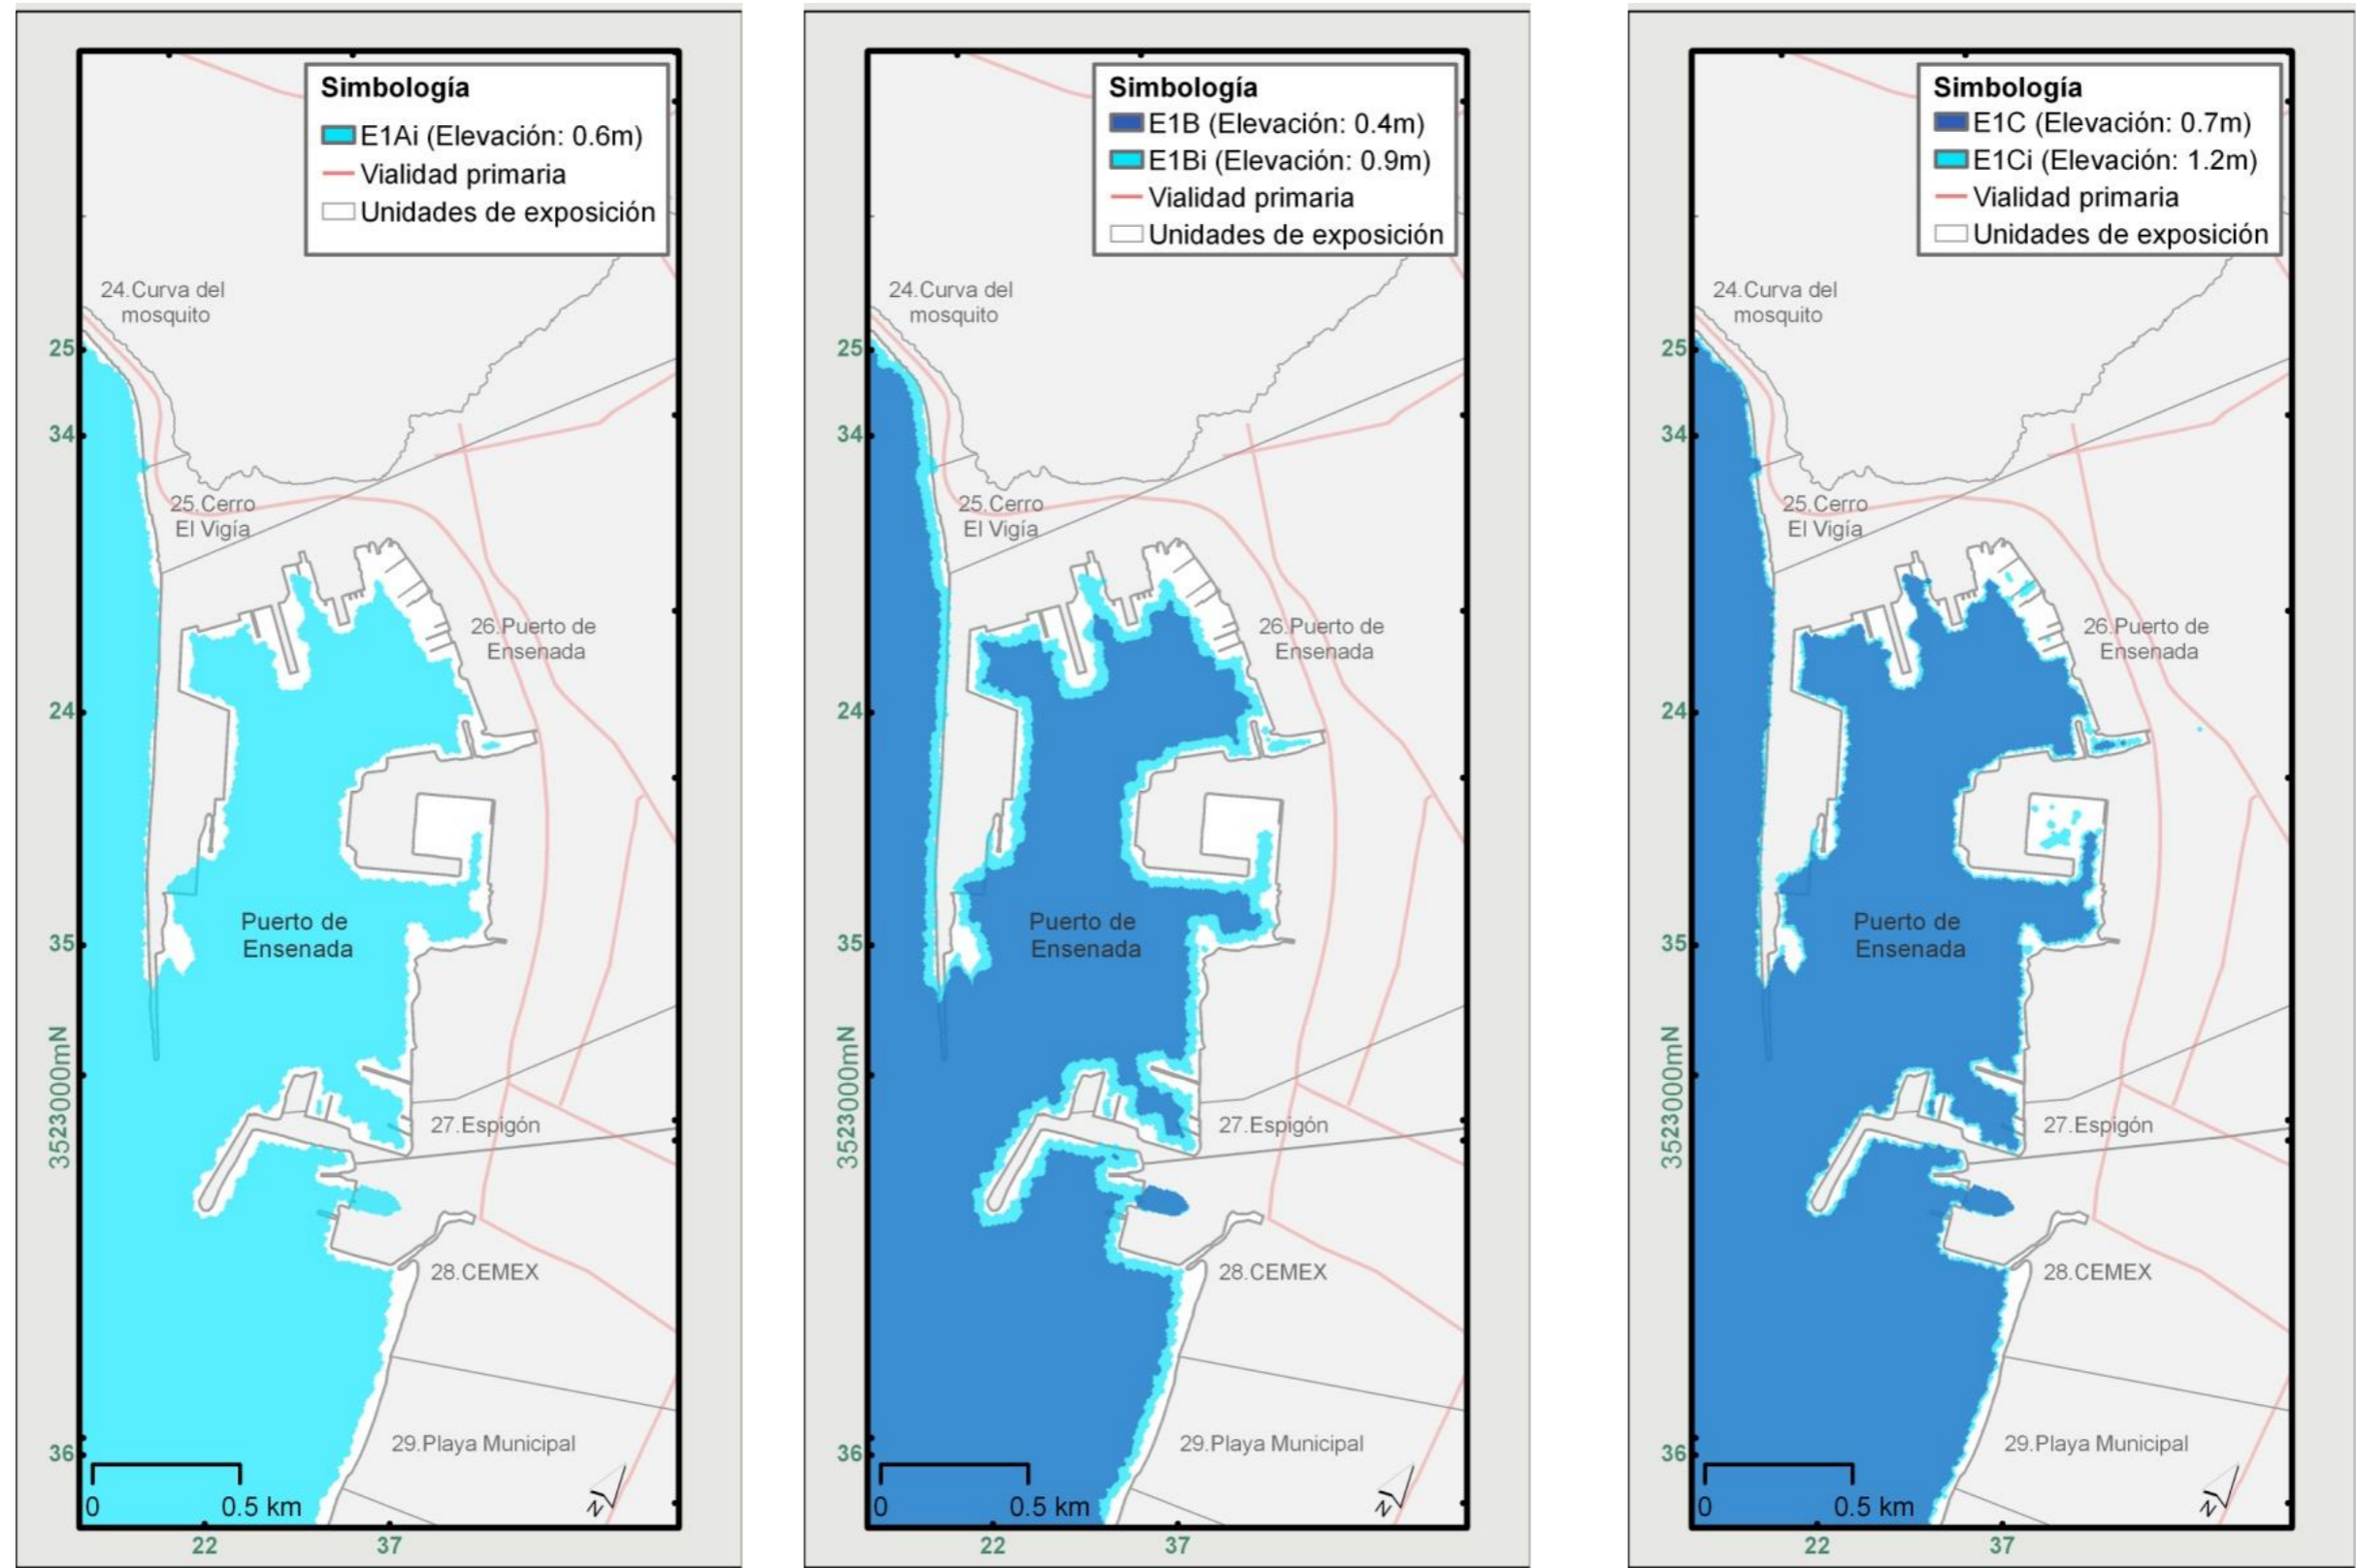 Simbología
E1Ai (Elevación: 0.6m)
Vialidad primaria
Unidades de exposición
24.Curva del
mosquito
25
34
25.Cerro
El Vigía
26.Puerto de
Ensenada
24
Puerto de
Ensenada
35
3523000mN
27.Espigón
28.CEMEX
29.Playa Municipal
36
0 0.5 km
N
22 37
Simbología
E1B (Elevación: 0.4m)
E1Bi (Elevación: 0.9m)
Vialidad primaria
Unidades de exposición
24.Curva del
mosquito
25
34
25.Cerro
El Vigía
26.Puerto de
Ensenada
24
Puerto de
Ensenada
35
3523000mN
27.Espigón
28.CEMEX
29.Playa Municipal
36
0 0.5 km
N
22 37
Simbología
E1C (Elevación: 0.7m)
E1Ci (Elevación: 1.2m)
Vialidad primaria
Unidades de exposición
24.Curva del
mosquito
25
34
25.Cerro
El Vigía
26.Puerto de
Ensenada
24
Puerto de
Ensenada
35
3523000mN
27.Espigón
28.CEMEX
29.Playa Municipal
36
0 0.5 km
N
22 37